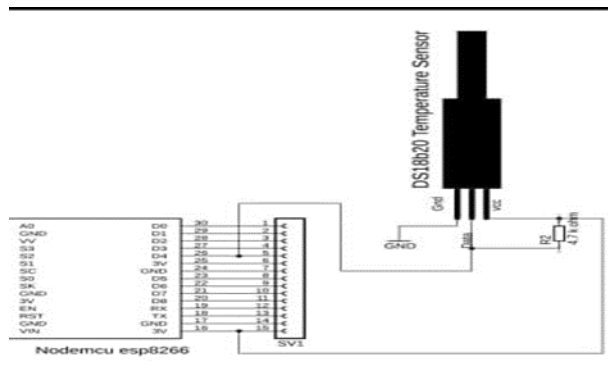 DS18b20 Temperature Sensor
Gnd
vcc
Data
GND
R2
4.7k ohm
A0 D0 30 1
GND D1 29 2
VV D2 28 3
S3 D3 27 4
S2 D4 26 5
S1 3V 25 6
SC GND 24 7
S0 D5 23 8
SK D6 22 9
GND D7 21 10
3V D8 20 11
EN RX 19 12
RST TX 18 13
GND GND 17 14
VIN 3V 16 15
SV1
Nodemcu esp8266